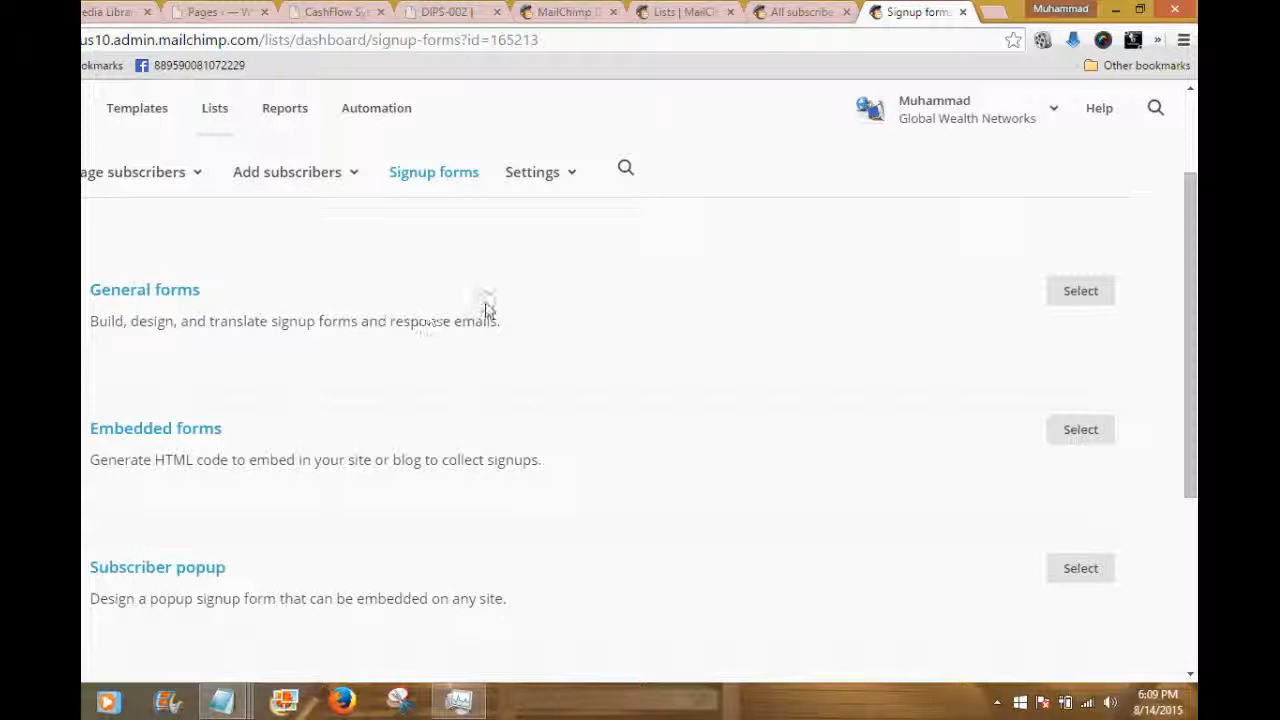 edia Libra
Pages ‹ — W
CashFlow Sy
DIPS-002 |
MailChimp D
Lists | MailCh
All subscribe
Signup form
Muhammad
us10.admin.mailchimp.com/lists/dashboard/signup-forms?id=165213
okmarks
889590081072229
Other bookmarks
Templates
Lists
Reports
Automation
Muhammad
Global Wealth Networks
Help
age subscribers
Add subscribers
Signup forms
Settings
General forms
Select
Build, design, and translate signup forms and response emails.
Embedded forms
Select
Generate HTML code to embed in your site or blog to collect signups.
Subscriber popup
Select
Design a popup signup form that can be embedded on any site.
6:09 PM
8/14/2015